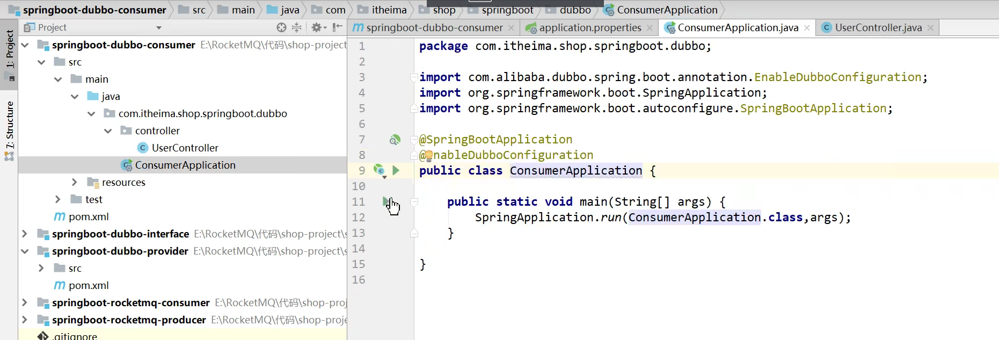 springboot-dubbo-consumer src main java com itheima shop springboot dubbo ConsumerApplication
Project
springboot-dubbo-consumer application.properties ConsumerApplication.java UserController.java
1: Project
7: Structure
springboot-dubbo-consumer E:\RocketMQ\代码\shop-project
src
main
java
com.itheima.shop.springboot.dubbo
controller
UserController
ConsumerApplication
resources
test
pom.xml
springboot-dubbo-interface E:\RocketMQ\代码\shop-project\s
springboot-dubbo-provider E:\RocketMQ\代码\shop-project\s
src
pom.xml
springboot-rocketmq-consumer E:\RocketMQ\代码\shop-proj
springboot-rocketmq-producer E:\RocketMQ\代码\shop-proje
.gitignore
1 package com.itheima.shop.springboot.dubbo;
2
3 import com.alibaba.dubbo.spring.boot.annotation.EnableDubboConfiguration;
4 import org.springframework.boot.SpringApplication;
5 import org.springframework.boot.autoconfigure.SpringBootApplication;
6
7 @SpringBootApplication
8 @EnableDubboConfiguration
9 public class ConsumerApplication {
10
11 public static void main(String[] args) {
12 SpringApplication.run(ConsumerApplication.class,args);
13 }
14
15 }
16